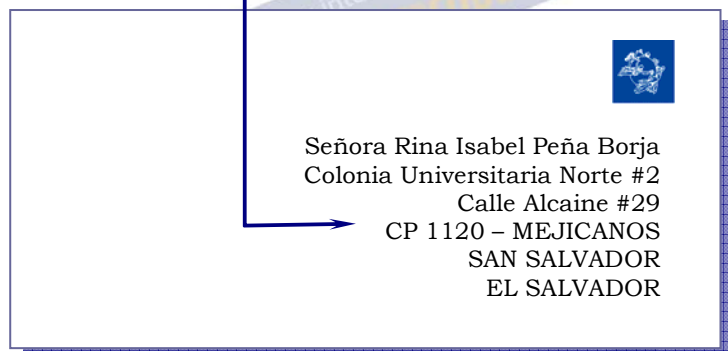 Señora Rina Isabel Peña Borja
Colonia Universitaria Norte #2
Calle Alcaine #29
CP 1120 – MEJICANOS
SAN SALVADOR
EL SALVADOR